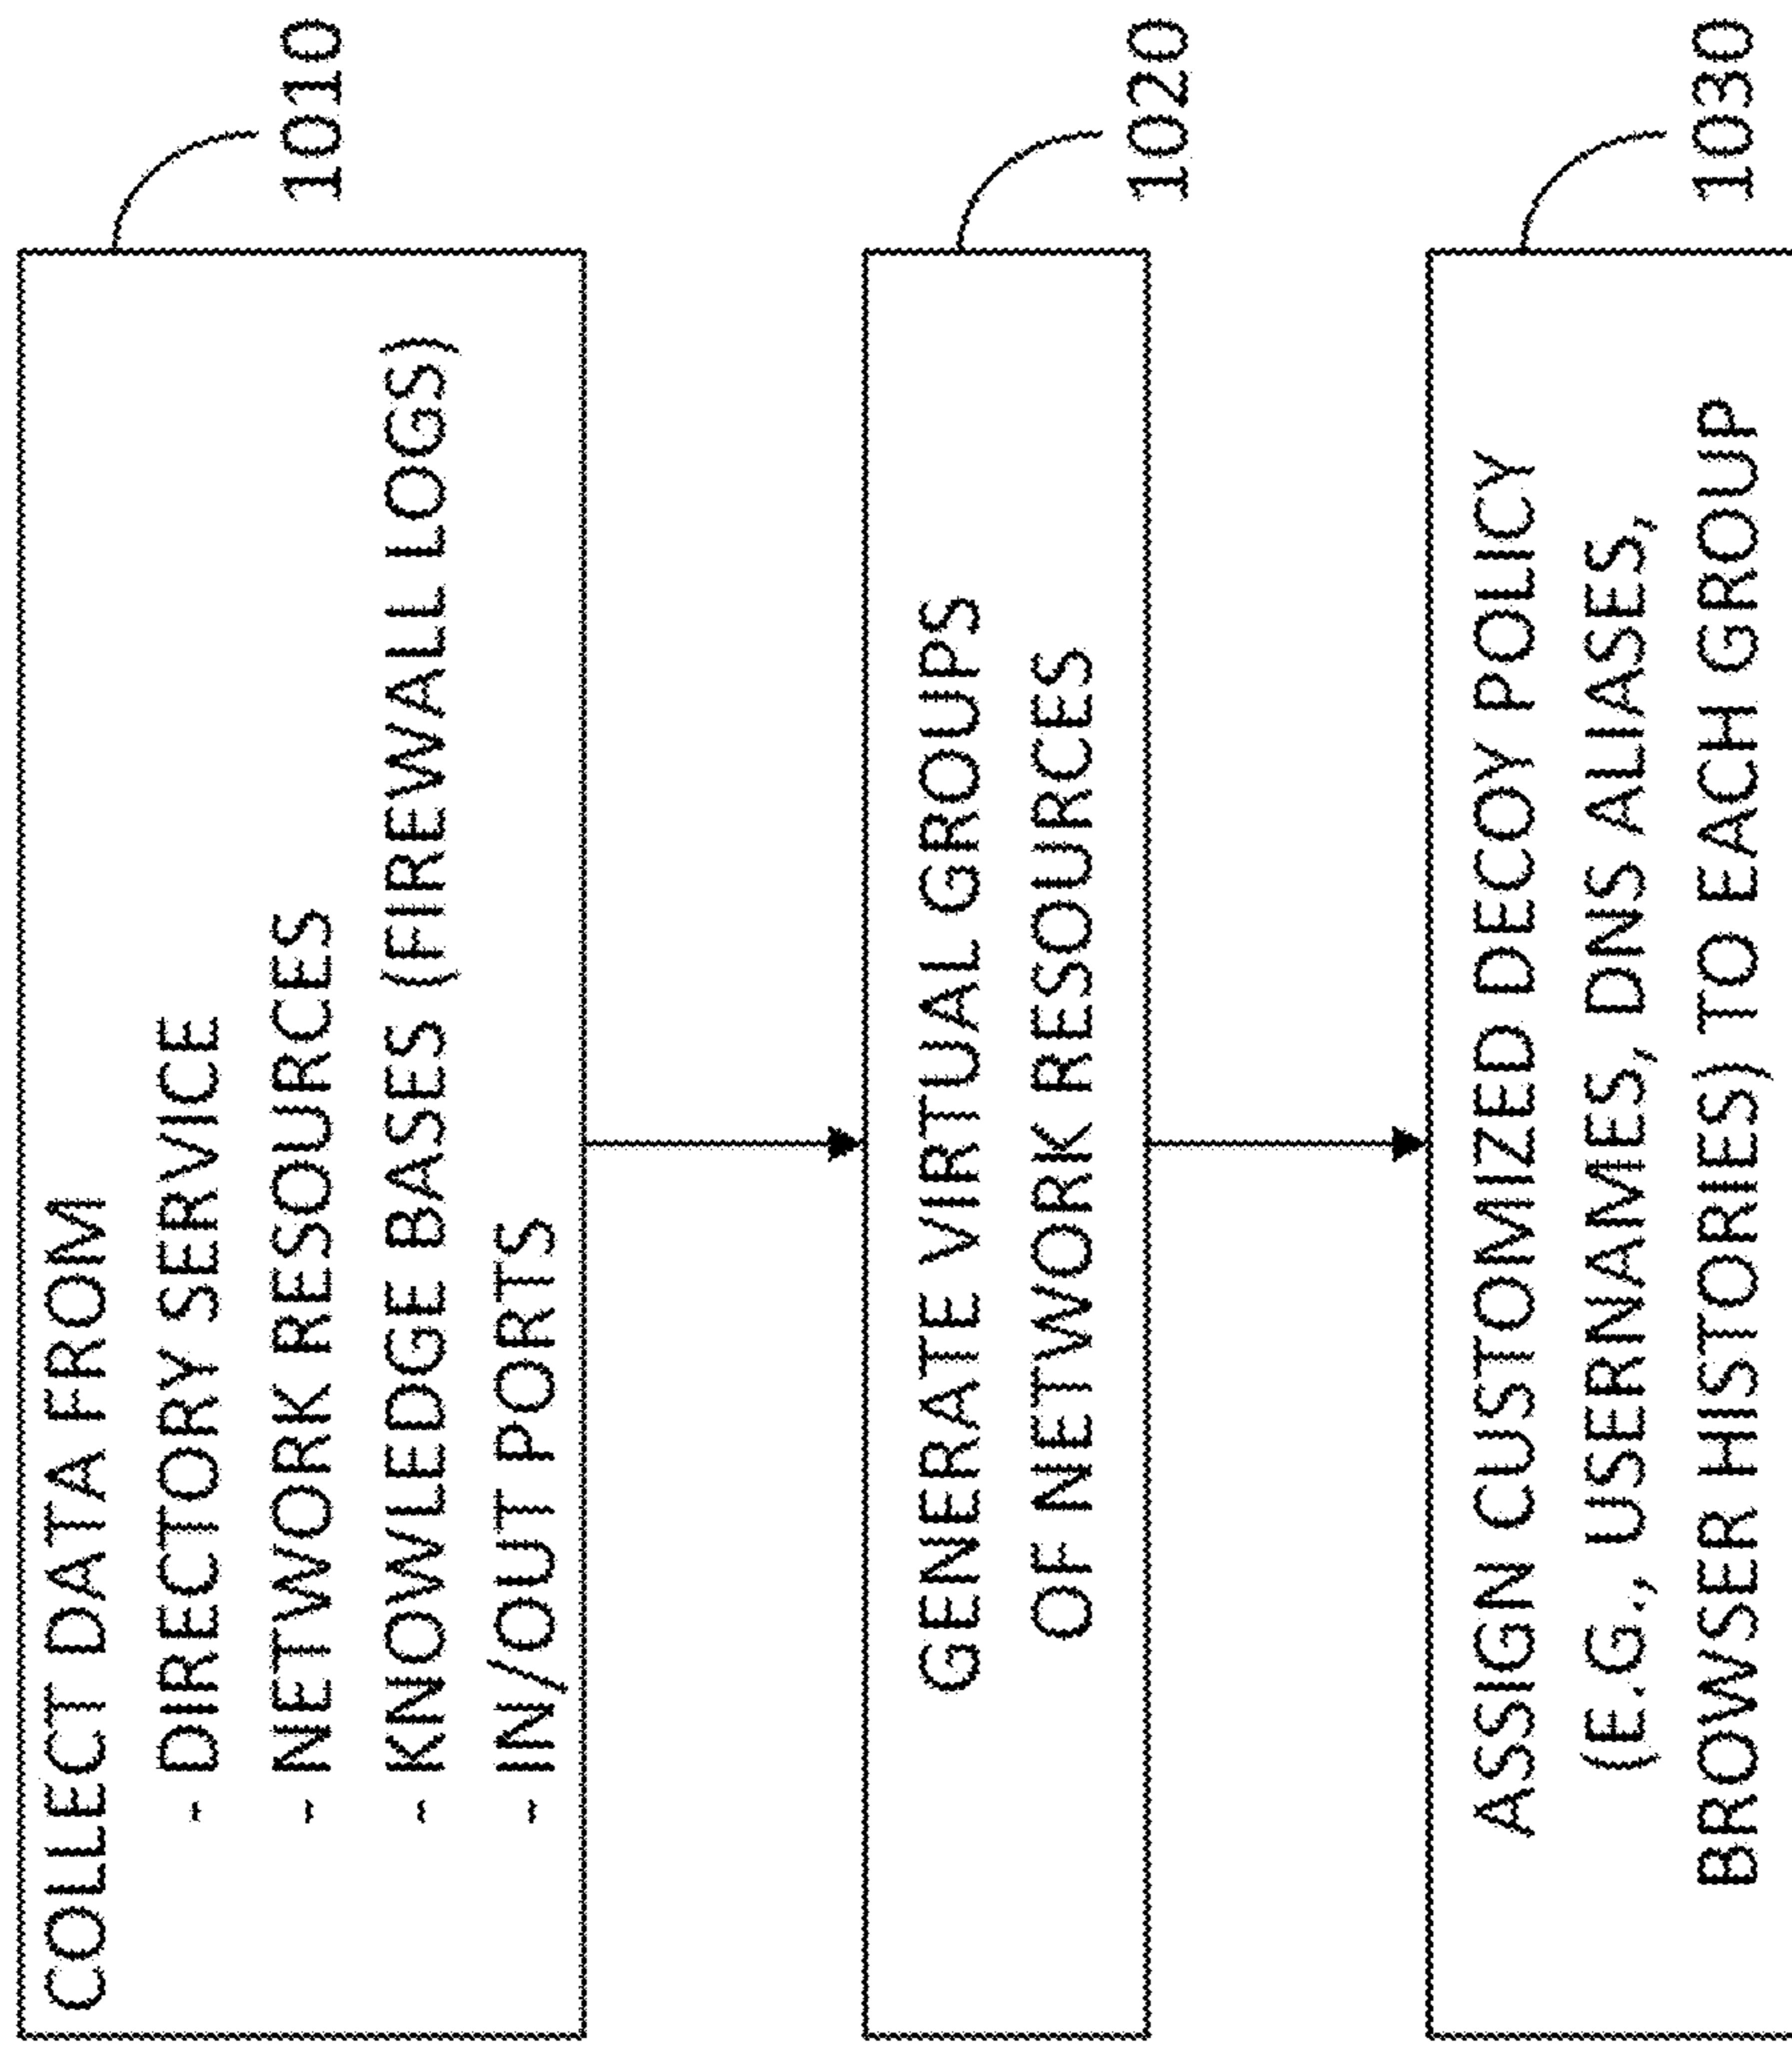 COLLECT DATA FROM
- DIRECTORY SERVICE
- NETWORK RESOURCES
- KNOWLEDGE BASES (FIREWALL LOGS)
- IN/OUT PORTS
1010
GENERATE VIRTUAL GROUPS
OF NETWORK RESOURCES
1020
ASSIGN CUSTOMIZED DECOY POLICY
(E.G., USERNAMES, DNS ALIASES,
BROWSER HISTORIES) TO EACH GROUP
1030